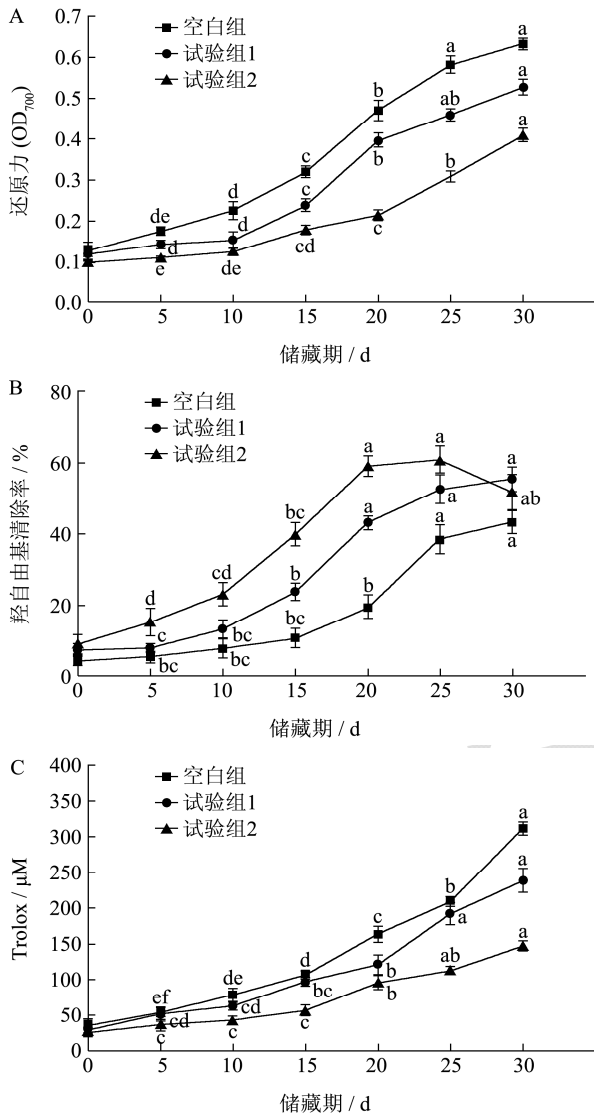 A
空白组
试验组1
试验组2
还原力 (OD700)
0.7
0.6
0.5
0.4
0.3
0.2
0.1
0.0
de
d
c
b
a
a
d
d
c
b
ab
a
e
de
cd
c
b
a
0 5 10 15 20 25 30
储藏期 / d
B
空白组
试验组1
试验组2
羟自由基清除率 / %
80
60
40
20
0
d
cd
bc
a
a
ab
c
bc
b
a
a
a
bc
bc
bc
b
a
a
0 5 10 15 20 25 30
储藏期 / d
C
空白组
试验组1
试验组2
Trolox / μM
400
350
300
250
200
150
100
50
0
ef
de
d
c
b
a
cd
cd
bc
b
a
a
c
c
c
b
ab
a
0 5 10 15 20 25 30
储藏期 / d